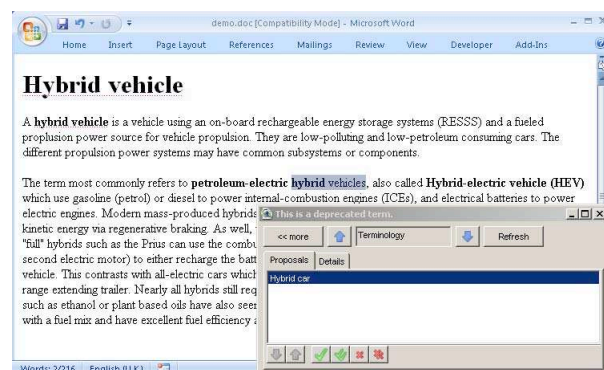 demo.doc [Compatibility Mode] - Microsoft Word
Home Insert Page Layout References Mailings Review View Developer Add-Ins
Hybrid vehicle
A hybrid vehicle is a vehicle using an on-board rechargeable energy storage systems (RESSS) and a fueled
proplusion power source for vehicle propulsion. They are low-polluting and low-petroleum consuming cars. The
different propulsion power systems may have common subsystems or components.
The term most commonly refers to petroleum-electric hybrid vehicles, also called Hybrid-electric vehicle (HEV)
which use gasoline (petrol) or diesel to power internal-combustion engines (ICEs), and electrical batteries to power
electric engines. Modern mass-produced hybrids
kinetic energy via regenerative braking. As well,
"full" hybrids such as the Prius can use the combu
second electric motor) to either recharge the batt
vehicle. This contrasts with all-electric cars which
range extending trailer. Nearly all hybrids still req
such as ethanol or plant based oils have also seen
with a fuel mix and have excellent fuel efficiency a
This is a deprecated term.
<< more Terminology Refresh
Proposals Details
Hybrid car
Words: 2/216 English (U.K.)